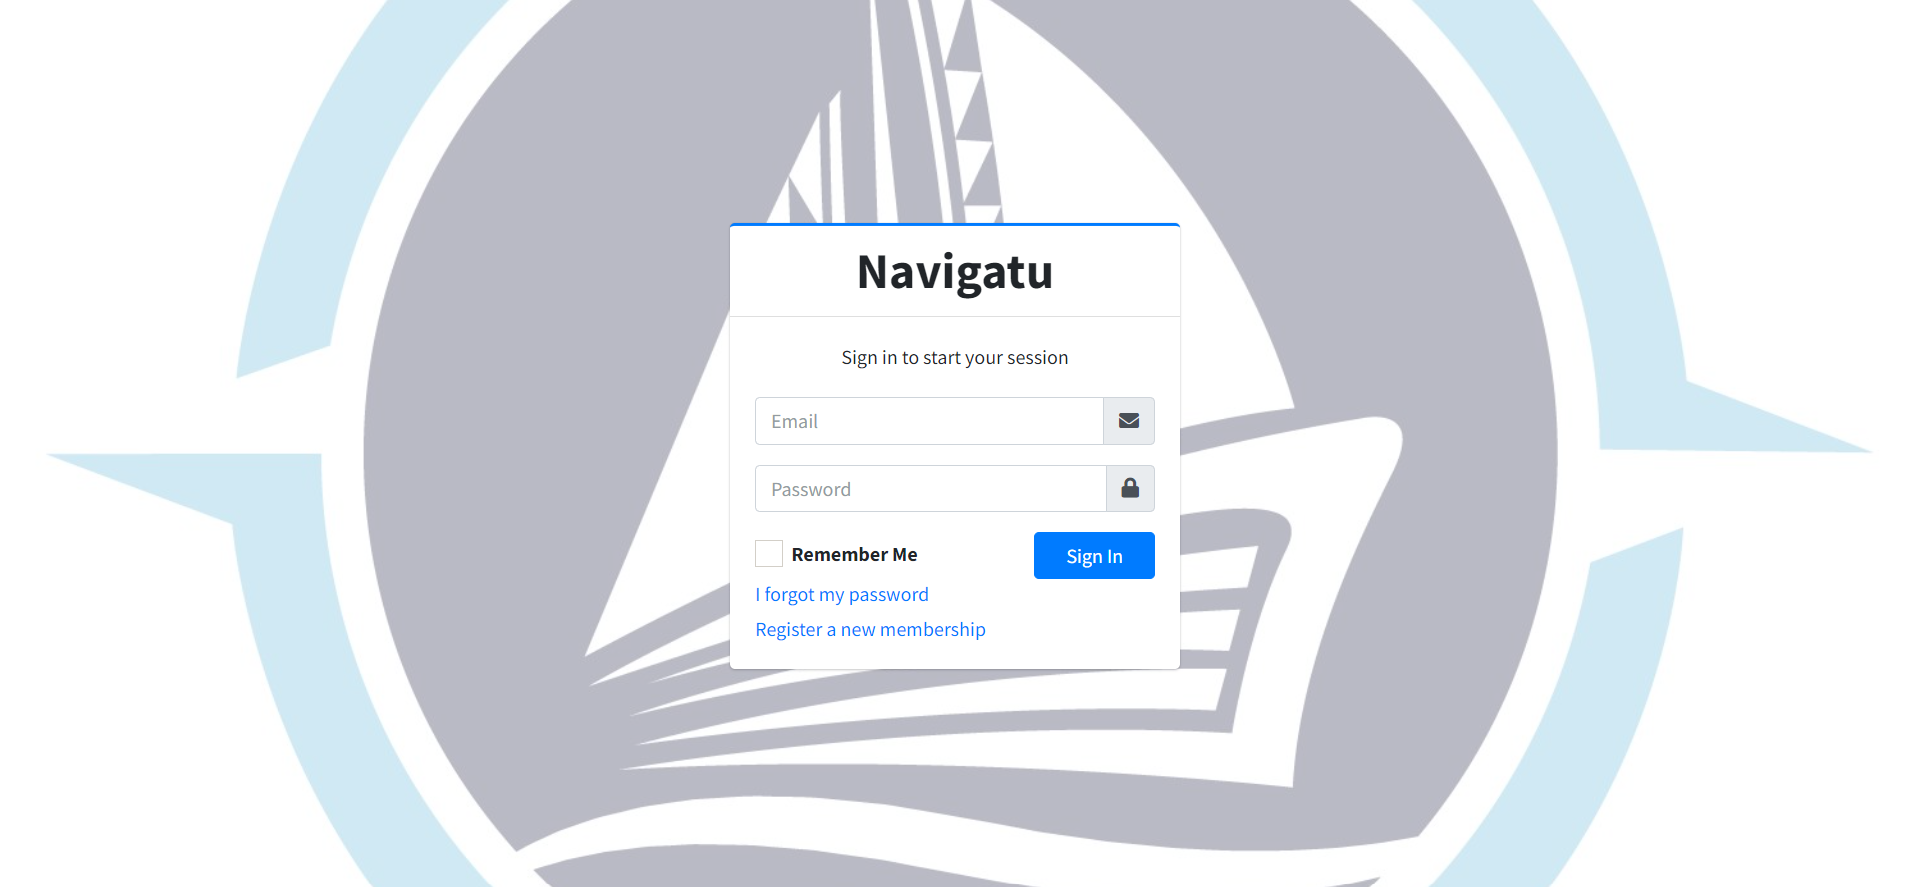 Navigatu
Sign in to start your session
Email
Password
Remember Me
Sign In
I forgot my password
Register a new membership